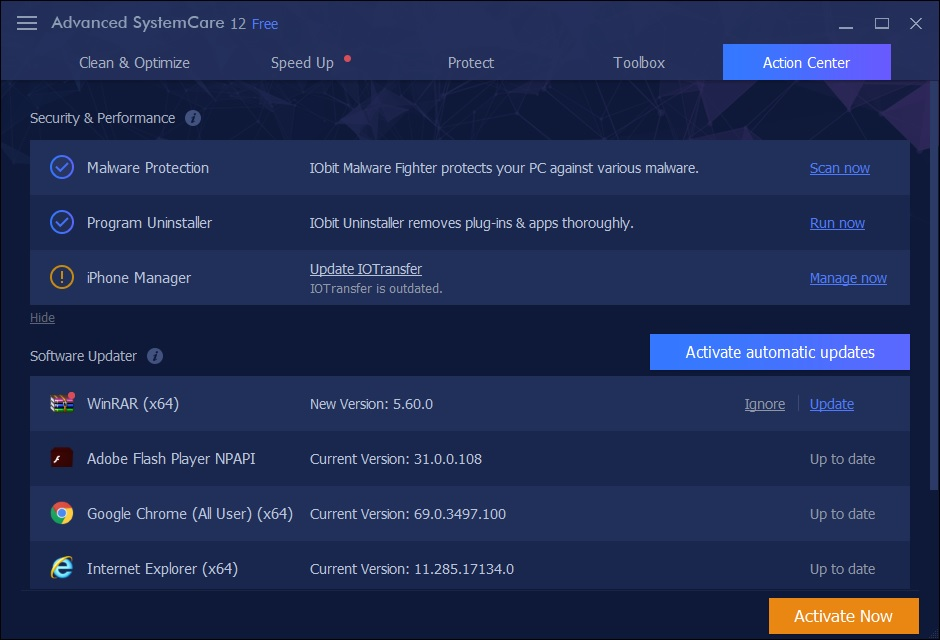 Advanced SystemCare 12 Free
Clean & Optimize Speed Up Protect Toolbox Action Center
Security & Performance i
Malware Protection IObit Malware Fighter protects your PC against various malware. Scan now
Program Uninstaller IObit Uninstaller removes plug-ins & apps thoroughly. Run now
iPhone Manager Update IOTransfer Manage now
IOTransfer is outdated.
Hide
Software Updater i Activate automatic updates
WinRAR (x64) New Version: 5.60.0 Ignore Update
Adobe Flash Player NPAPI Current Version: 31.0.0.108 Up to date
Google Chrome (All User) (x64) Current Version: 69.0.3497.100 Up to date
Internet Explorer (x64) Current Version: 11.285.17134.0 Up to date
Activate Now